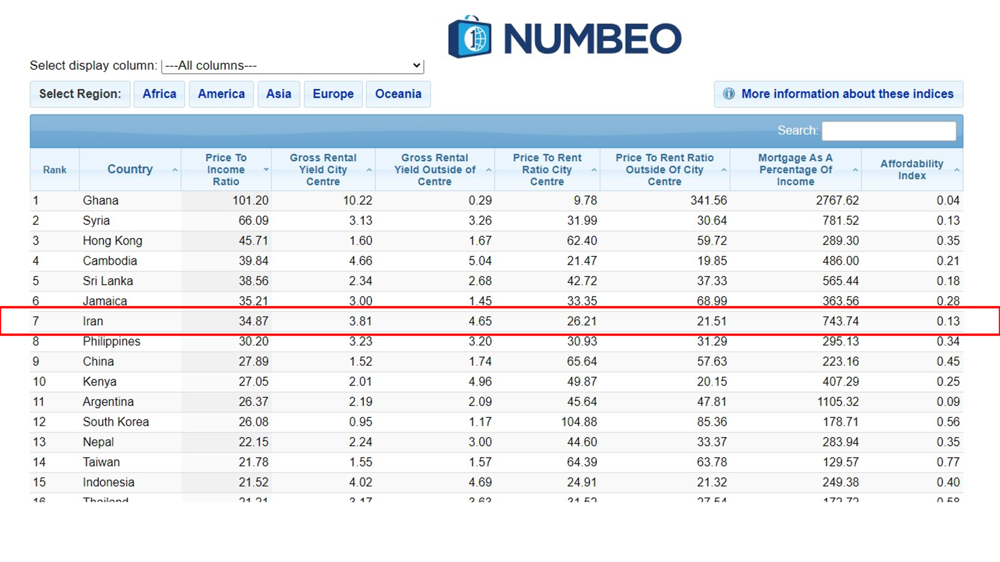 NUMBEO
Select display column: ---All columns---
Select Region: Africa America Asia Europe Oceania More information about these indices
Search:
Rank Country Price To Income Ratio Gross Rental Yield City Centre Gross Rental Yield Outside of Centre Price To Rent Ratio City Centre Price To Rent Ratio Outside Of City Centre Mortgage As A Percentage Of Income Affordability Index
1 Ghana 101.20 10.22 0.29 9.78 341.56 2767.62 0.04
2 Syria 66.09 3.13 3.26 31.99 30.64 781.52 0.13
3 Hong Kong 45.71 1.60 1.67 62.40 59.72 289.30 0.35
4 Cambodia 39.84 4.66 5.04 21.47 19.85 486.00 0.21
5 Sri Lanka 38.56 2.34 2.68 42.72 37.33 565.44 0.18
6 Jamaica 35.21 3.00 1.45 33.35 68.99 363.56 0.28
7 Iran 34.87 3.81 4.65 26.21 21.51 743.74 0.13
8 Philippines 30.20 3.23 3.20 30.93 31.29 295.13 0.34
9 China 27.89 1.52 1.74 65.64 57.63 223.16 0.45
10 Kenya 27.05 2.01 4.96 49.87 20.15 407.29 0.25
11 Argentina 26.37 2.19 2.09 45.64 47.81 1105.32 0.09
12 South Korea 26.08 0.95 1.17 104.88 85.36 178.71 0.56
13 Nepal 22.15 2.24 3.00 44.60 33.37 283.94 0.35
14 Taiwan 21.78 1.55 1.57 64.39 63.78 129.57 0.77
15 Indonesia 21.52 4.02 4.69 24.91 21.32 249.38 0.40
16 Thailand 21.21 3.17